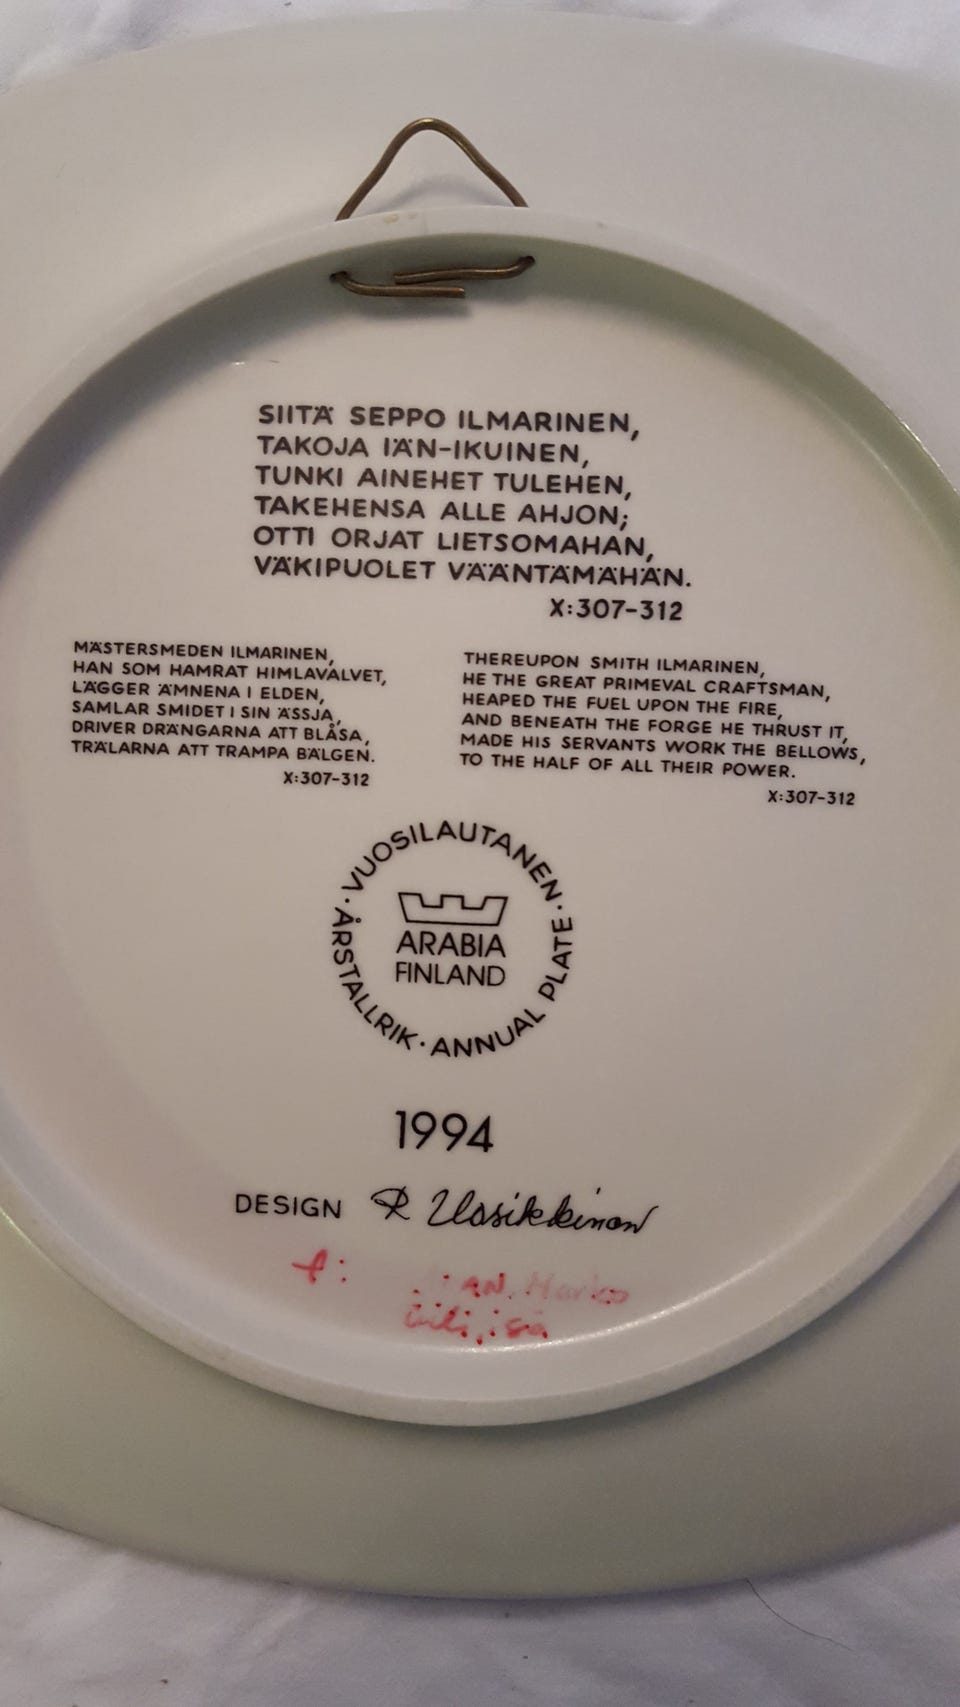 SIITÄ SEPPO ILMARINEN,
TAKOJA IÄN-IKUINEN,
TUNKI AINEHET TULEHEN,
TAKEHENSA ALLE AHJON;
OTTI ORJAT LIETSOMAHAN,
VÄKIPUOLET VÄÄNTÄMÄHÄN.
X:307-312
MÄSTERSMEDEN ILMARINEN,
HAN SOM HAMRAT HIMLAVALVET,
LÄGGER ÄMNENA I ELDEN,
SAMLAR SMIDET I SIN ÄSSJA,
DRIVER DRÄNGARNA ATT BLÅSA,
TRÄLARNA ATT TRAMPA BÄLGEN.
X:307-312
THEREUPON SMITH ILMARINEN,
HE THE GREAT PRIMEVAL CRAFTSMAN,
HEAPED THE FUEL UPON THE FIRE,
AND BENEATH THE FORGE HE THRUST IT,
MADE HIS SERVANTS WORK THE BELLOWS,
TO THE HALF OF ALL THEIR POWER.
X:307-312
· VUOSILAUTANEN · ANNUAL PLATE · ÅRSTALLRIK
ARABIA
FINLAND
1994
DESIGN R Uosikkinen
t: Marko
isä